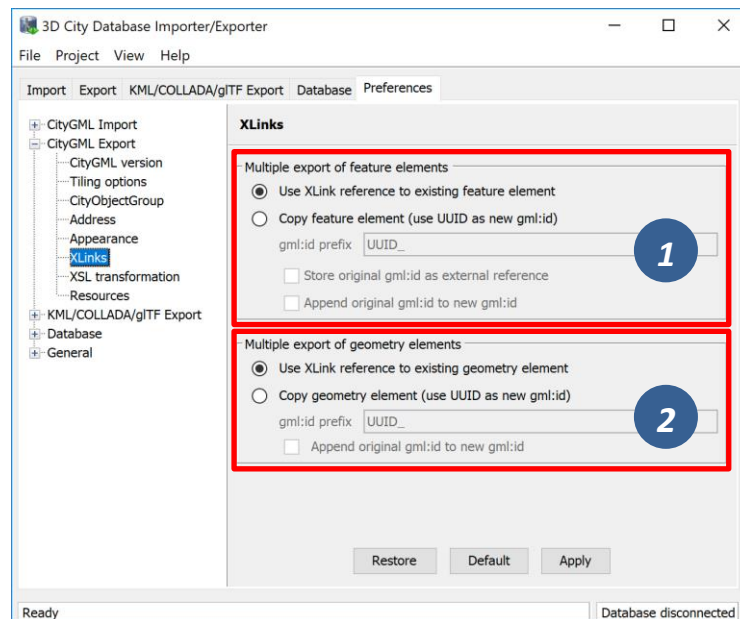 3D City Database Importer/Exporter
File Project View Help
Import Export KML/COLLADA/glTF Export Database Preferences
CityGML Import
CityGML Export
CityGML version
Tiling options
CityObjectGroup
Address
Appearance
XLinks
XSL transformation
Resources
KML/COLLADA/glTF Export
Database
General
XLinks
Multiple export of feature elements
Use XLink reference to existing feature element
Copy feature element (use UUID as new gml:id)
gml:id prefix UUID_
Store original gml:id as external reference
Append original gml:id to new gml:id
1
Multiple export of geometry elements
Use XLink reference to existing geometry element
Copy geometry element (use UUID as new gml:id)
gml:id prefix UUID_
Append original gml:id to new gml:id
2
Restore Default Apply
Ready Database disconnected